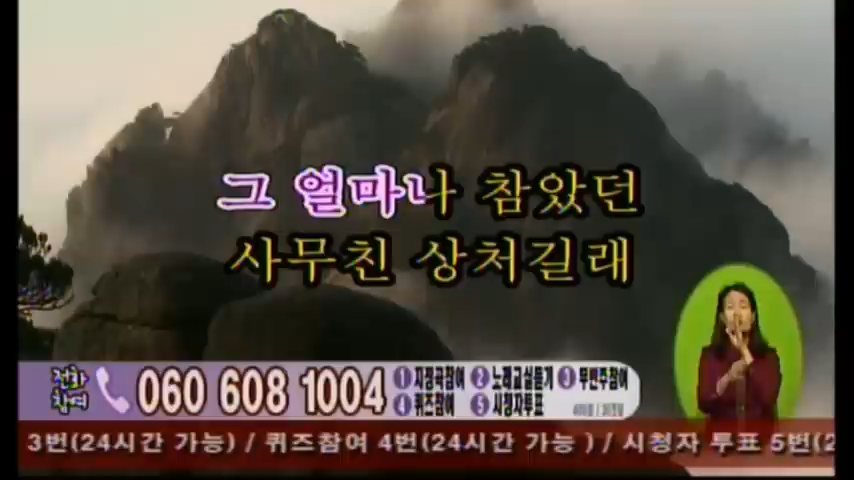 그 얼마나 참았던
사무친 상처길래
전화
참여
060 608 1004
1 지정곡참여 2 노래교실듣기 3 무반주참여
4 퀴즈참여 5 시청자투표
3번(24시간 가능) / 퀴즈참여 4번(24시간 가능 ) / 시청자 투표 5번(2